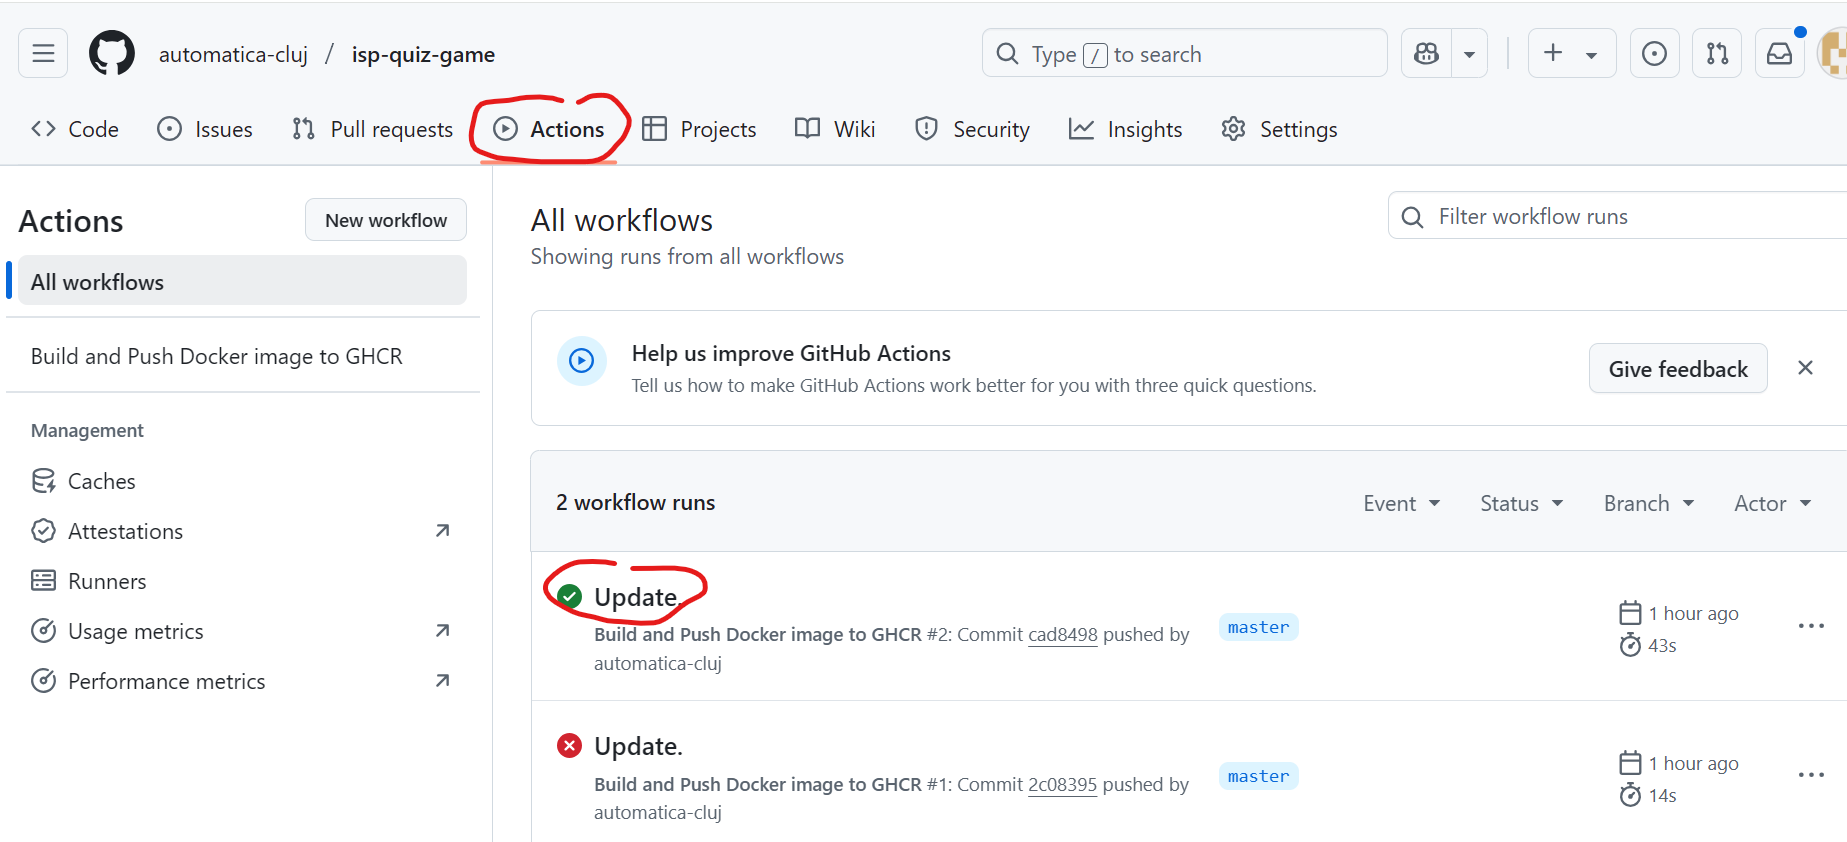 automatica-cluj / isp-quiz-game
Type / to search
Code Issues Pull requests Actions Projects Wiki Security Insights Settings
Actions
New workflow
All workflows
Build and Push Docker image to GHCR
Management
Caches
Attestations
Runners
Usage metrics
Performance metrics
All workflows
Showing runs from all workflows
Filter workflow runs
Help us improve GitHub Actions
Tell us how to make GitHub Actions work better for you with three quick questions.
Give feedback
2 workflow runs
Event Status Branch Actor
Update.
Build and Push Docker image to GHCR #2: Commit cad8498 pushed by
automatica-cluj
master
1 hour ago
43s
Update.
Build and Push Docker image to GHCR #1: Commit 2c08395 pushed by
automatica-cluj
master
1 hour ago
14s